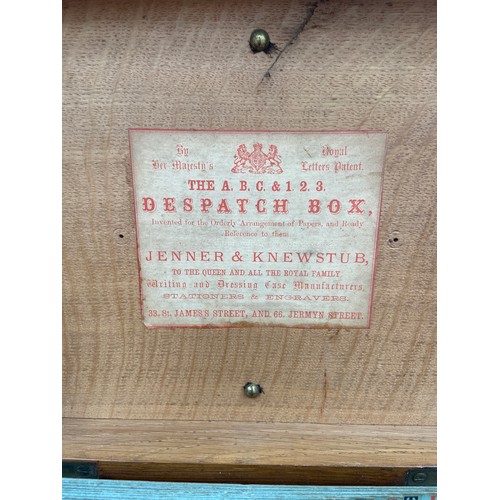 By Royal
Her Majesty's Letters Patent.
THE A. B. C. & 1. 2. 3.
DESPATCH BOX,
Invented for the Orderly Arrangement of Papers, and Ready
Reference to them.
JENNER & KNEWSTUB,
TO THE QUEEN AND ALL THE ROYAL FAMILY,
Writing and Dressing Case Manufacturers,
STATIONERS & ENGRAVERS.
33, St. JAMES'S STREET, AND 66, JERMYN STREET.